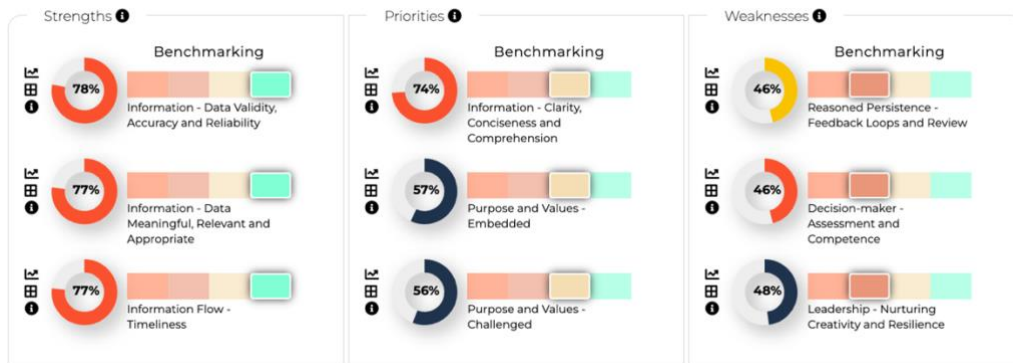 Strengths
Benchmarking
78%
Information - Data Validity,
Accuracy and Reliability
77%
Information - Data
Meaningful, Relevant and
Appropriate
77%
Information Flow -
Timeliness
Priorities
Benchmarking
74%
Information - Clarity,
Conciseness and
Comprehension
57%
Purpose and Values -
Embedded
56%
Purpose and Values -
Challenged
Weaknesses
Benchmarking
46%
Reasoned Persistence -
Feedback Loops and Review
46%
Decision-maker -
Assessment and
Competence
48%
Leadership - Nurturing
Creativity and Resilience